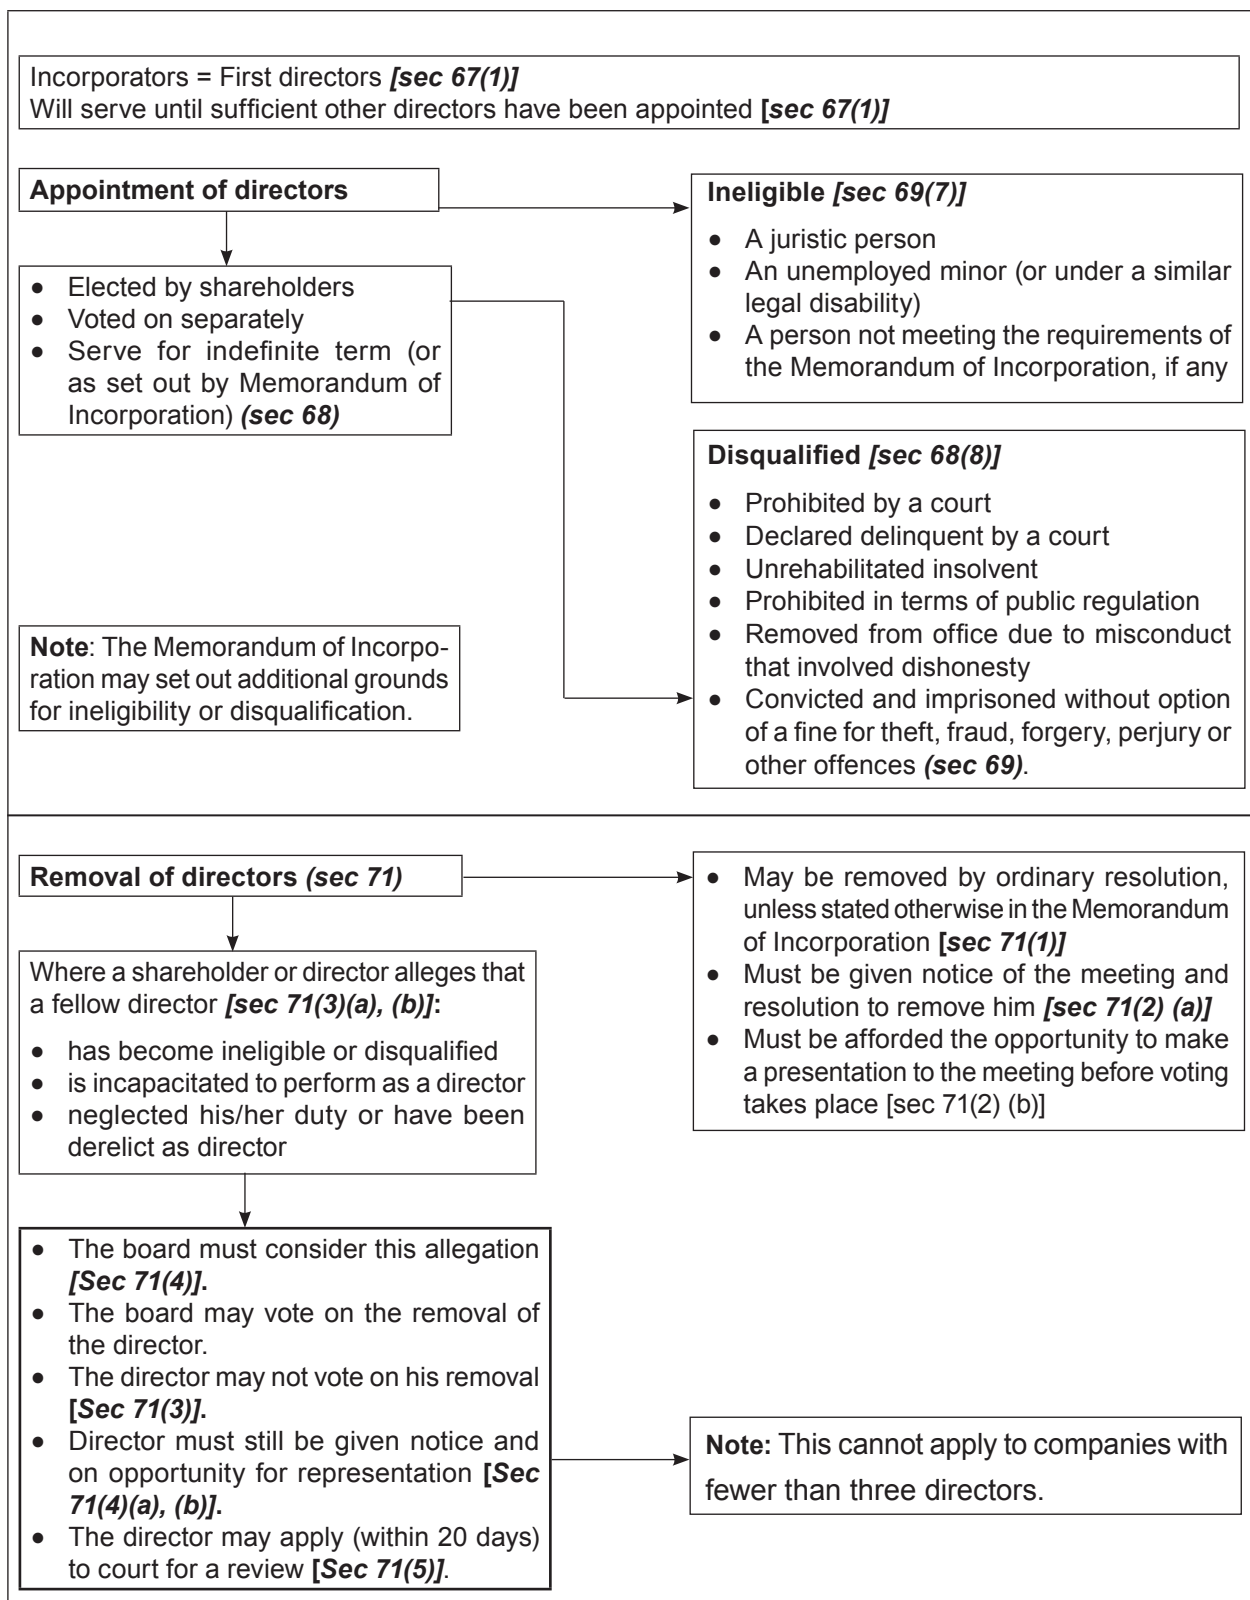 Incorporators = First directors [sec 67(1)]
Will serve until sufficient other directors have been appointed [sec 67(1)]
Appointment of directors
● Elected by shareholders
● Voted on separately
● Serve for indefinite term (or
as set out by Memorandum of
Incorporation) (sec 68)
Note: The Memorandum of Incorpo-
ration may set out additional grounds
for ineligibility or disqualification.
Ineligible [sec 69(7)]
● A juristic person
● An unemployed minor (or under a similar
legal disability)
● A person not meeting the requirements of
the Memorandum of Incorporation, if any
Disqualified [sec 68(8)]
● Prohibited by a court
● Declared delinquent by a court
● Unrehabilitated insolvent
● Prohibited in terms of public regulation
● Removed from office due to misconduct
that involved dishonesty
● Convicted and imprisoned without option
of a fine for theft, fraud, forgery, perjury or
other offences (sec 69).
Removal of directors (sec 71)
Where a shareholder or director alleges that
a fellow director [sec 71(3)(a), (b)]:
● has become ineligible or disqualified
● is incapacitated to perform as a director
● neglected his/her duty or have been
derelict as director
● May be removed by ordinary resolution,
unless stated otherwise in the Memorandum
of Incorporation [sec 71(1)]
● Must be given notice of the meeting and
resolution to remove him [sec 71(2) (a)]
● Must be afforded the opportunity to make
a presentation to the meeting before voting
takes place [sec 71(2) (b)]
● The board must consider this allegation
[Sec 71(4)].
● The board may vote on the removal of
the director.
● The director may not vote on his removal
[Sec 71(3)].
● Director must still be given notice and
on opportunity for representation [Sec
71(4)(a), (b)].
● The director may apply (within 20 days)
to court for a review [Sec 71(5)].
Note: This cannot apply to companies with
fewer than three directors.